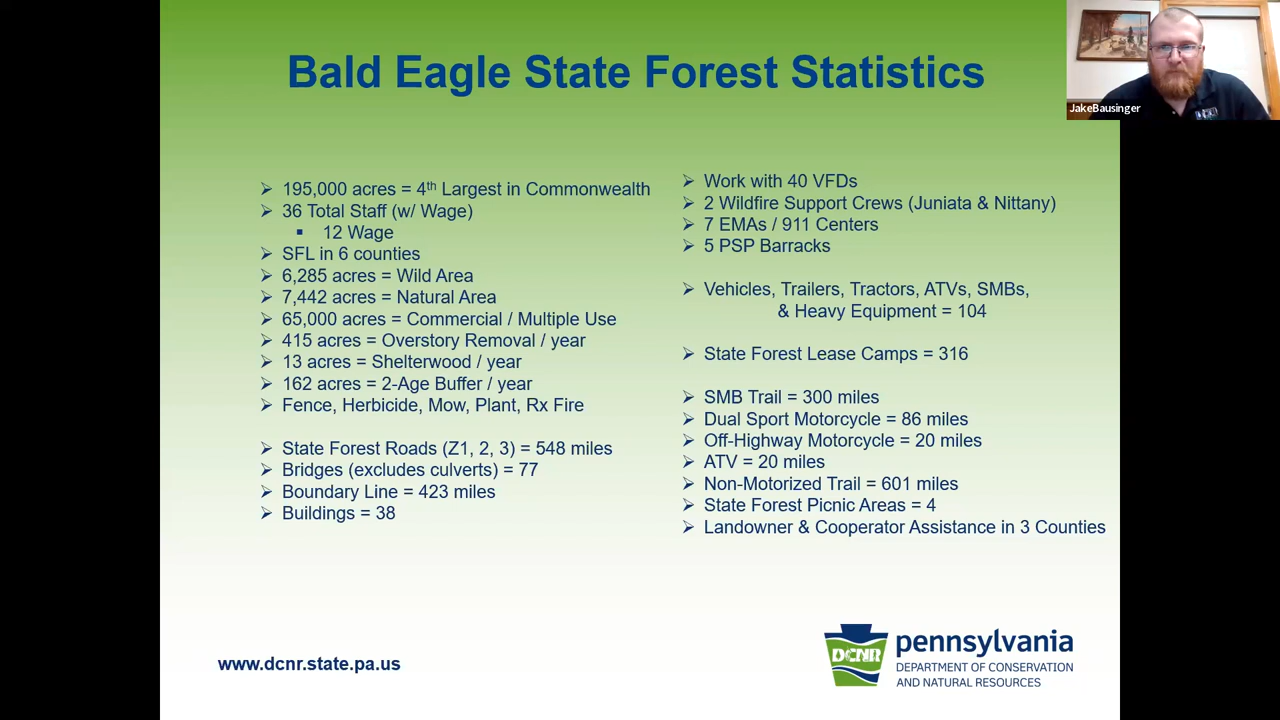 Bald Eagle State Forest Statistics
JakeBausinger
195,000 acres = 4th Largest in Commonwealth
36 Total Staff (w/ Wage)
12 Wage
SFL in 6 counties
6,285 acres = Wild Area
7,442 acres = Natural Area
65,000 acres = Commercial / Multiple Use
415 acres = Overstory Removal / year
13 acres = Shelterwood / year
162 acres = 2-Age Buffer / year
Fence, Herbicide, Mow, Plant, Rx Fire
State Forest Roads (Z1, 2, 3) = 548 miles
Bridges (excludes culverts) = 77
Boundary Line = 423 miles
Buildings = 38
Work with 40 VFDs
2 Wildfire Support Crews (Juniata & Nittany)
7 EMAs / 911 Centers
5 PSP Barracks
Vehicles, Trailers, Tractors, ATVs, SMBs,
& Heavy Equipment = 104
State Forest Lease Camps = 316
SMB Trail = 300 miles
Dual Sport Motorcycle = 86 miles
Off-Highway Motorcycle = 20 miles
ATV = 20 miles
Non-Motorized Trail = 601 miles
State Forest Picnic Areas = 4
Landowner & Cooperator Assistance in 3 Counties
www.dcnr.state.pa.us
DCNR
pennsylvania
DEPARTMENT OF CONSERVATION
AND NATURAL RESOURCES